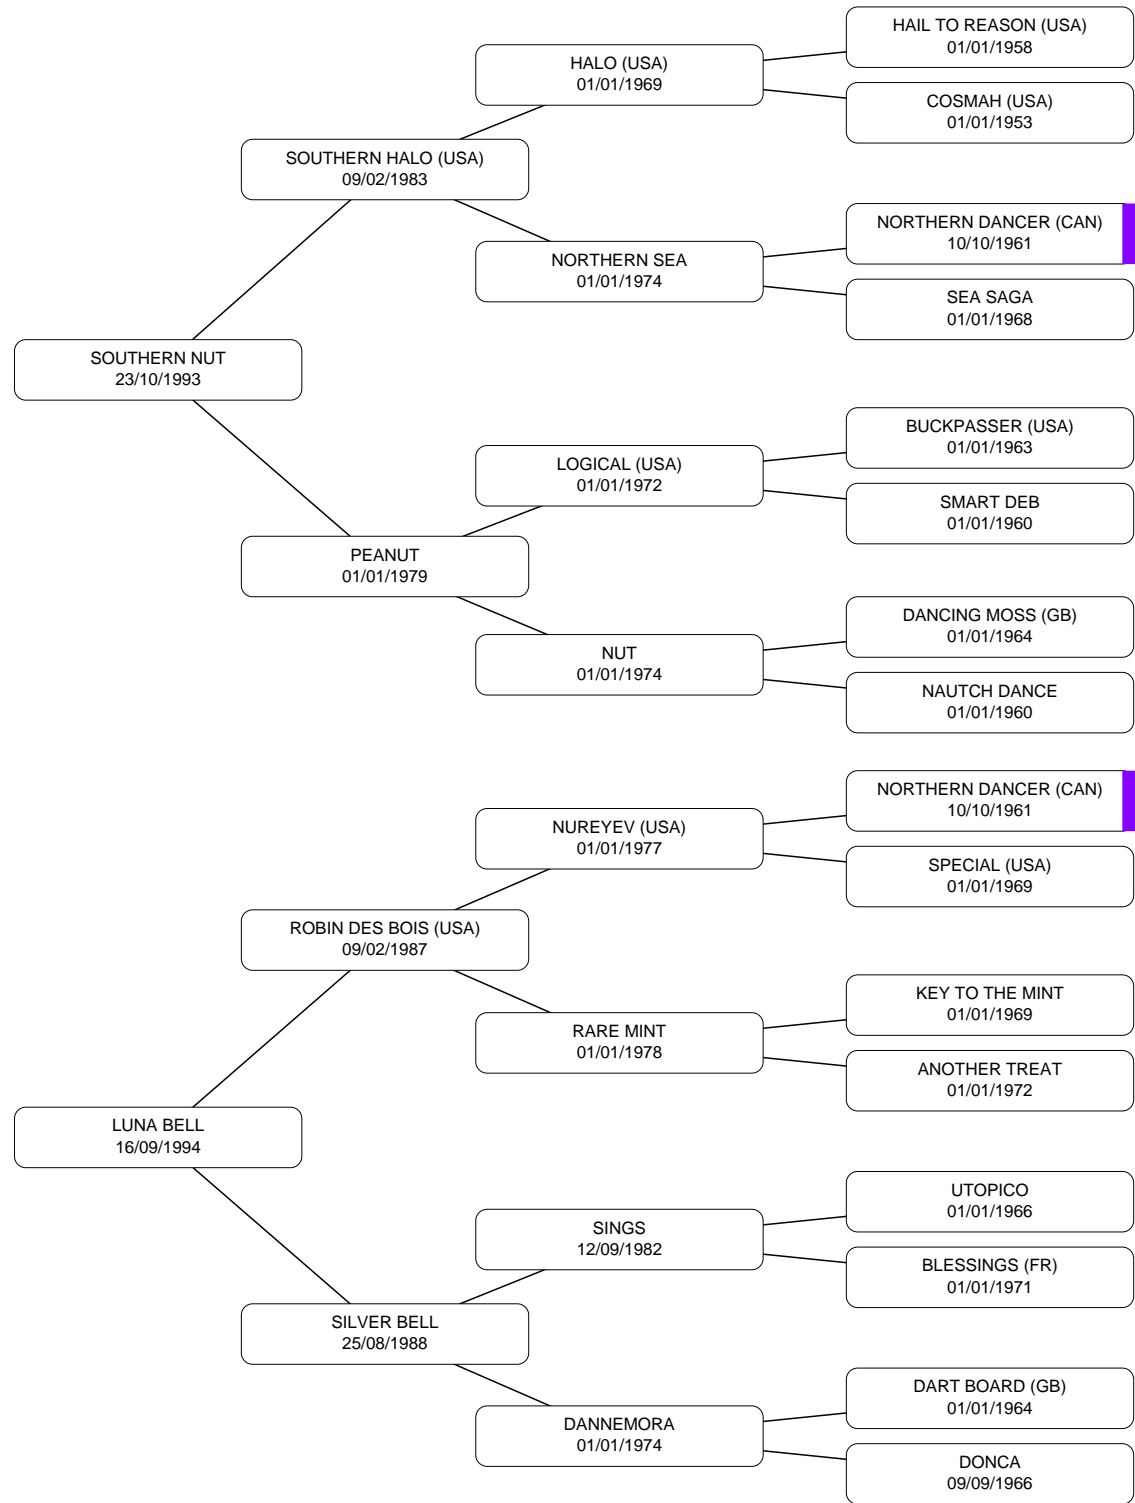 HAIL TO REASON (USA)
01/01/1958
HALO (USA)
01/01/1969
COSMAH (USA)
01/01/1953
SOUTHERN HALO (USA)
09/02/1983
NORTHERN DANCER (CAN)
10/10/1961
NORTHERN SEA
01/01/1974
SEA SAGA
01/01/1968
SOUTHERN NUT
23/10/1993
BUCKPASSER (USA)
01/01/1963
LOGICAL (USA)
01/01/1972
SMART DEB
01/01/1960
PEANUT
01/01/1979
DANCING MOSS (GB)
01/01/1964
NUT
01/01/1974
NAUTCH DANCE
01/01/1960
NORTHERN DANCER (CAN)
10/10/1961
NUREYEV (USA)
01/01/1977
SPECIAL (USA)
01/01/1969
ROBIN DES BOIS (USA)
09/02/1987
KEY TO THE MINT
01/01/1969
RARE MINT
01/01/1978
ANOTHER TREAT
01/01/1972
LUNA BELL
16/09/1994
UTOPICO
01/01/1966
SINGS
12/09/1982
BLESSINGS (FR)
01/01/1971
SILVER BELL
25/08/1988
DART BOARD (GB)
01/01/1964
DANNEMORA
01/01/1974
DONCA
09/09/1966